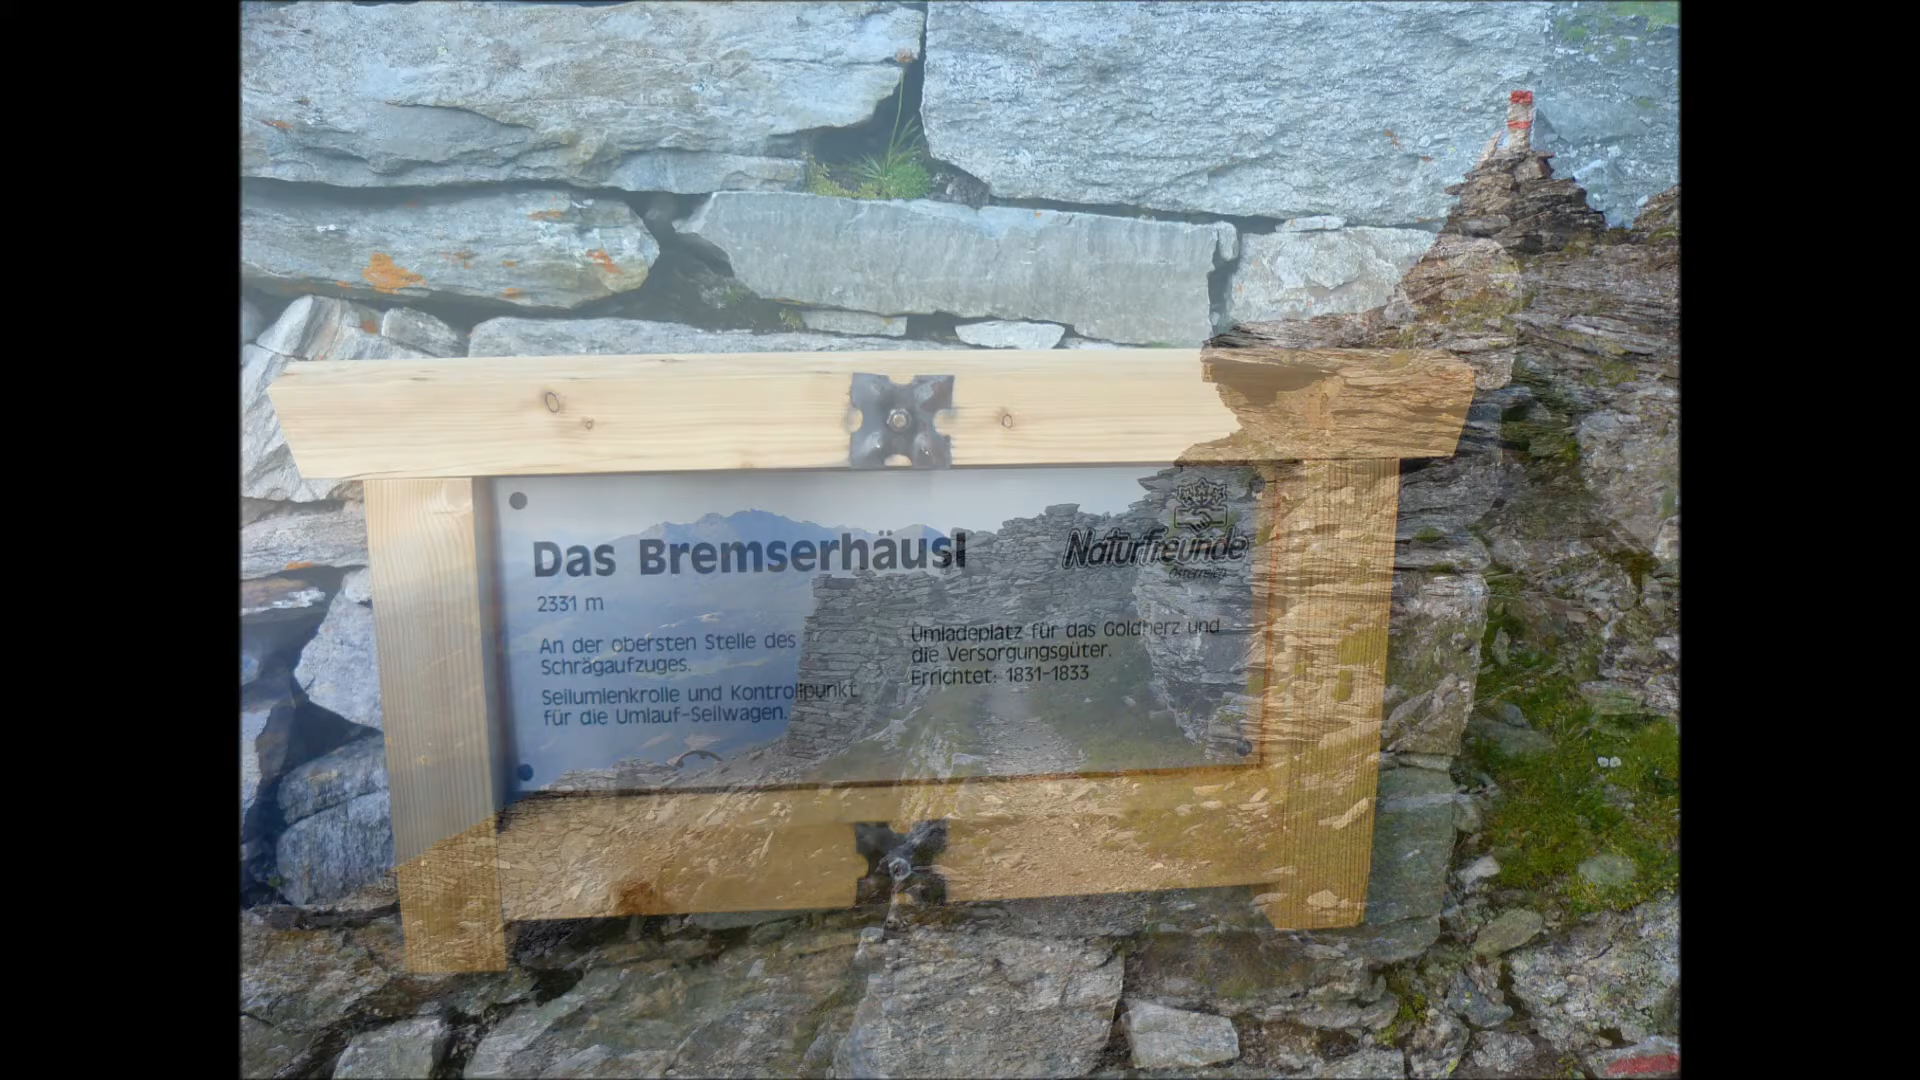 Das Bremserhäusl
2331 m
An der obersten Stelle des
Schrägaufzuges.
Seilumlenkrolle und Kontrollpunkt
für die Umlauf-Seilwagen.
Naturfreunde
Österreich
Umladeplatz für das Golderz und
die Versorgungsgüter.
Errichtet: 1831-1833